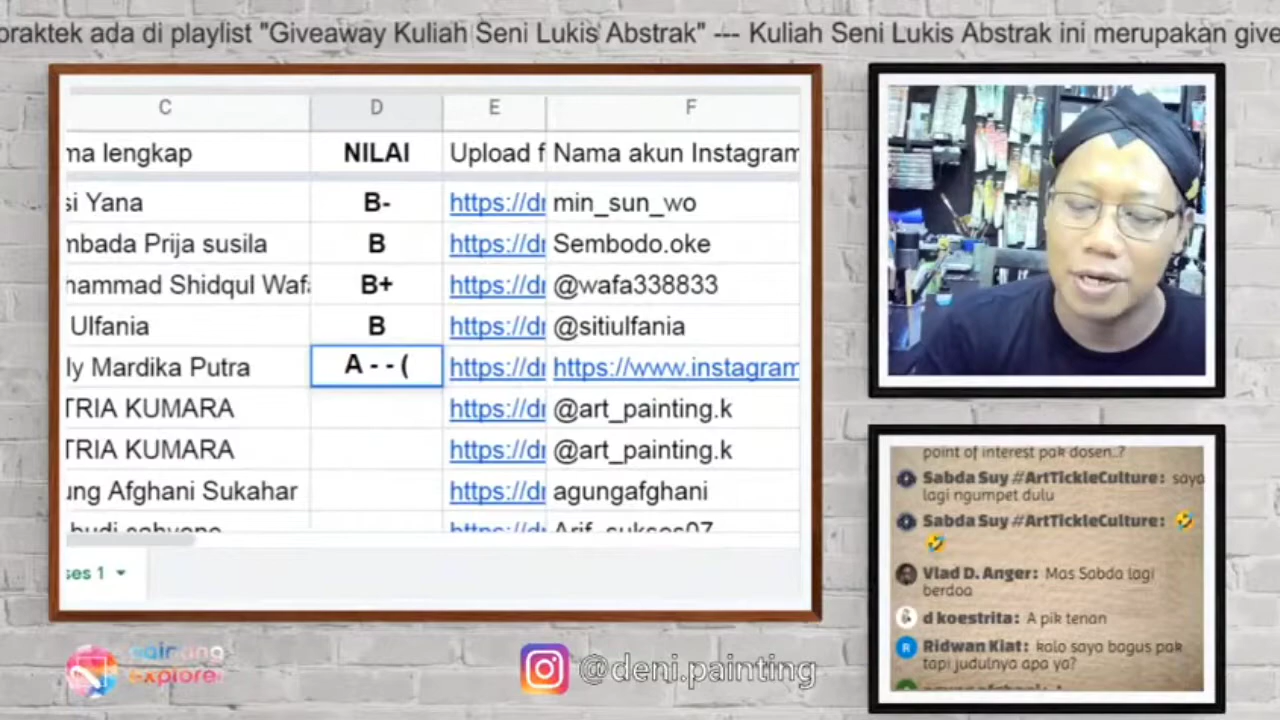 praktek ada di playlist "Giveaway Kuliah Seni Lukis Abstrak" --- Kuliah Seni Lukis Abstrak ini merupakan give
C D E F
ma lengkap NILAI Upload f Nama akun Instagram
si Yana B- https://dr min_sun_wo
mbada Prija susila B https://dr Sembodo.oke
hammad Shidqul Wafa B+ https://dr @wafa338833
Ulfania B https://dr @sitiulfania
ly Mardika Putra A - - ( https://dr https://www.instagram
TRIA KUMARA https://dr @art_painting.k
TRIA KUMARA https://dr @art_painting.k
ung Afghani Sukahar https://dr agungafghani
budi cahyono Arif_sukses07
ses 1
point of interest pak dosen..?
Sabda Suy #ArtTickleCulture: saya
lagi ngumpet dulu
Sabda Suy #ArtTickleCulture: 🤣
🤣
Vlad D. Anger: Mas Sabda lagi
berdoa
d koestrita: A pik tenan
R Ridwan Kiat: kalo saya bagus pak
tapi judulnya apa ya?
painting
explorer
@deni.painting